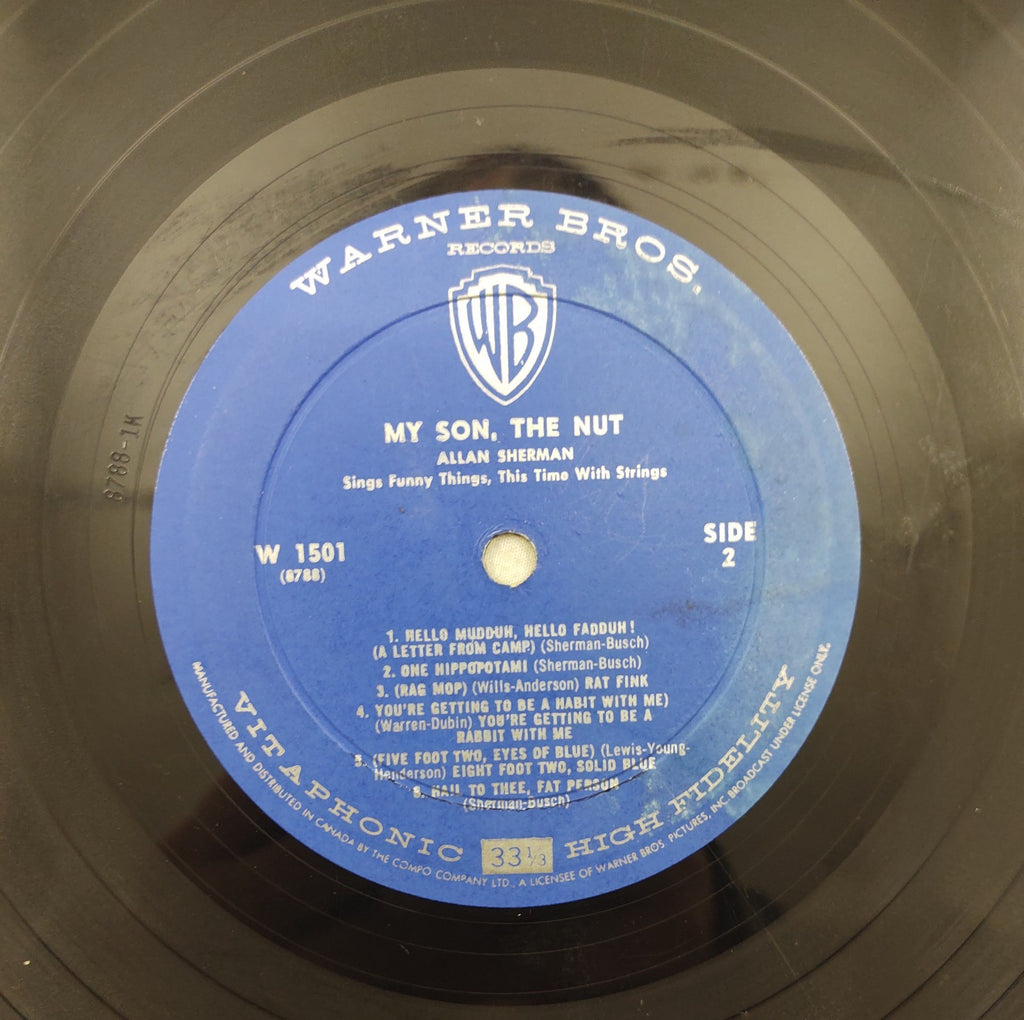 WARNER BROS.
RECORDS
WB
MY SON, THE NUT
ALLAN SHERMAN
Sings Funny Things, This Time With Strings
W 1501
(8788)
SIDE
2
1. HELLO MUDDUH, HELLO FADDUH!
(A LETTER FROM CAMP) (Sherman-Busch)
2. ONE HIPPOPOTAMI (Sherman-Busch)
3. (RAG MOP) (Wills-Anderson) RAT FINK
4. YOU'RE GETTING TO BE A HABIT WITH ME)
(Warren-Dubin) YOU'RE GETTING TO BE A
RABBIT WITH ME
5. (FIVE FOOT TWO, EYES OF BLUE) (Lewis-Young-
Henderson) EIGHT FOOT TWO, SOLID BLUE
6. HAIL TO THEE, FAT PERSON
(Sherman-Busch)
VITAPHONIC
33 1/3
HIGH FIDELITY
MANUFACTURED AND DISTRIBUTED IN CANADA BY THE COMPO COMPANY LTD., A LICENSEE OF WARNER BROS. PICTURES, INC. BROADCAST UNDER LICENSE ONLY.
8788-1M